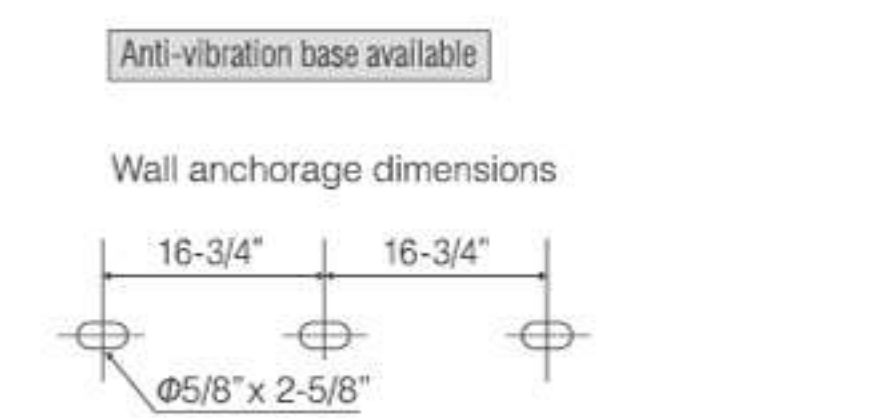 Anti-vibration base available
Wall anchorage dimensions
16-3/4" 16-3/4"
Φ5/8" x 2-5/8"